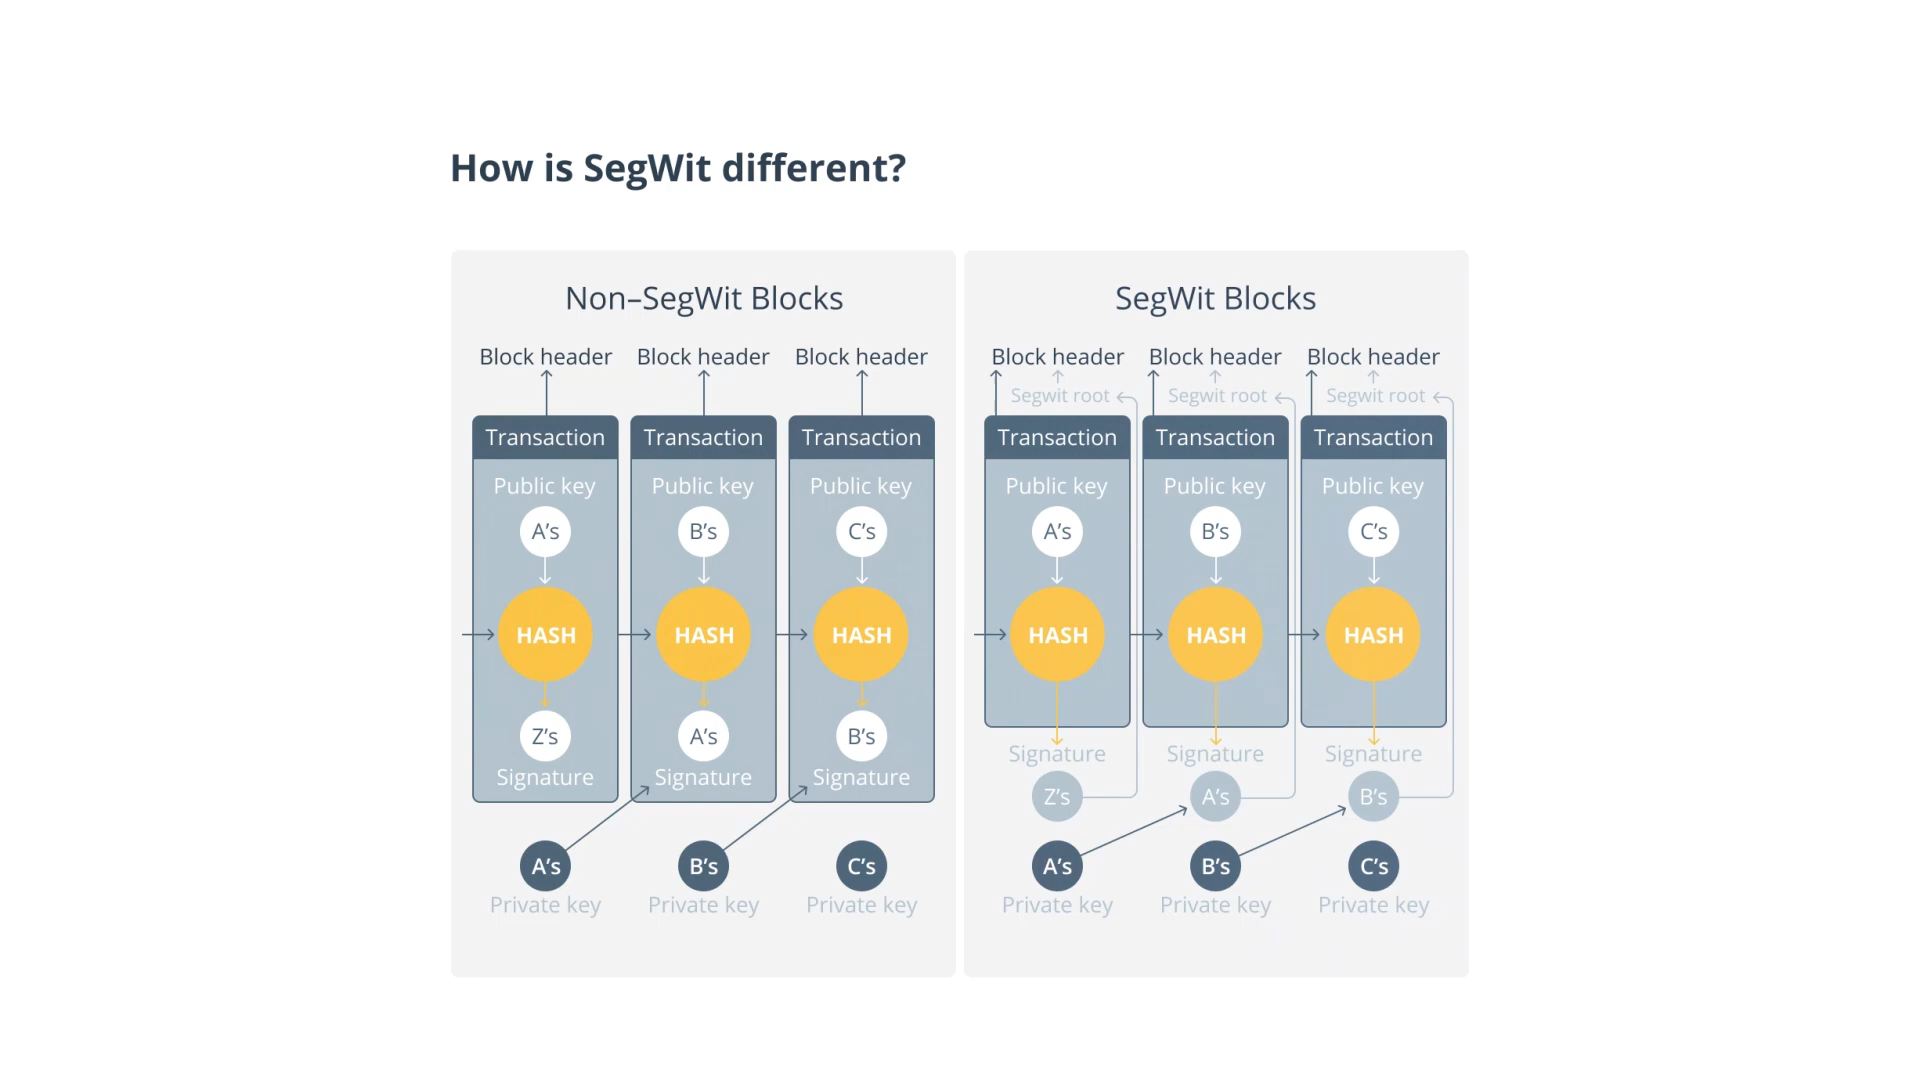 How is SegWit different?
Non–SegWit Blocks
Block header Block header Block header
Transaction Transaction Transaction
Public key Public key Public key
A’s B’s C’s
HASH HASH HASH
Z’s A’s B’s
Signature Signature Signature
A’s B’s C’s
Private key Private key Private key
SegWit Blocks
Block header Block header Block header
Segwit root Segwit root Segwit root
Transaction Transaction Transaction
Public key Public key Public key
A’s B’s C’s
HASH HASH HASH
Signature Signature Signature
Z’s A’s B’s
A’s B’s C’s
Private key Private key Private key